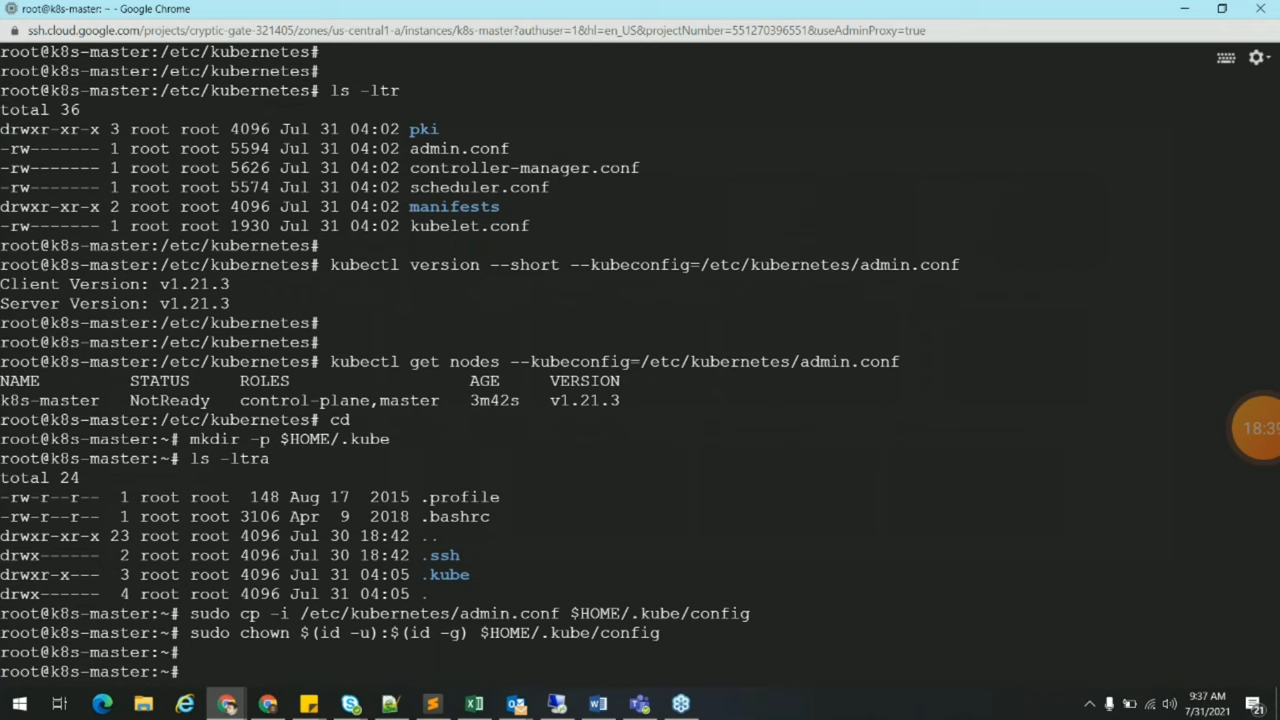 root@k8s-master: ~ - Google Chrome
ssh.cloud.google.com/projects/cryptic-gate-321405/zones/us-central1-a/instances/k8s-master?authuser=1&hl=en_US&projectNumber=551270396551&useAdminProxy=true
root@k8s-master:/etc/kubernetes#
root@k8s-master:/etc/kubernetes#
root@k8s-master:/etc/kubernetes# ls -ltr
total 36
drwxr-xr-x 3 root root 4096 Jul 31 04:02 pki
-rw------- 1 root root 5594 Jul 31 04:02 admin.conf
-rw------- 1 root root 5626 Jul 31 04:02 controller-manager.conf
-rw------- 1 root root 5574 Jul 31 04:02 scheduler.conf
drwxr-xr-x 2 root root 4096 Jul 31 04:02 manifests
-rw------- 1 root root 1930 Jul 31 04:02 kubelet.conf
root@k8s-master:/etc/kubernetes#
root@k8s-master:/etc/kubernetes# kubectl version --short --kubeconfig=/etc/kubernetes/admin.conf
Client Version: v1.21.3
Server Version: v1.21.3
root@k8s-master:/etc/kubernetes#
root@k8s-master:/etc/kubernetes#
root@k8s-master:/etc/kubernetes# kubectl get nodes --kubeconfig=/etc/kubernetes/admin.conf
NAME STATUS ROLES AGE VERSION
k8s-master NotReady control-plane,master 3m42s v1.21.3
root@k8s-master:/etc/kubernetes# cd
root@k8s-master:~# mkdir -p $HOME/.kube
root@k8s-master:~# ls -ltra
total 24
-rw-r--r-- 1 root root 148 Aug 17 2015 .profile
-rw-r--r-- 1 root root 3106 Apr 9 2018 .bashrc
drwxr-xr-x 23 root root 4096 Jul 30 18:42 ..
drwx------ 2 root root 4096 Jul 30 18:42 .ssh
drwxr-x--- 3 root root 4096 Jul 31 04:05 .kube
drwx------ 4 root root 4096 Jul 31 04:05 .
root@k8s-master:~# sudo cp -i /etc/kubernetes/admin.conf $HOME/.kube/config
root@k8s-master:~# sudo chown $(id -u):$(id -g) $HOME/.kube/config
root@k8s-master:~#
root@k8s-master:~#
18:39
9:37 AM
7/31/2021
21